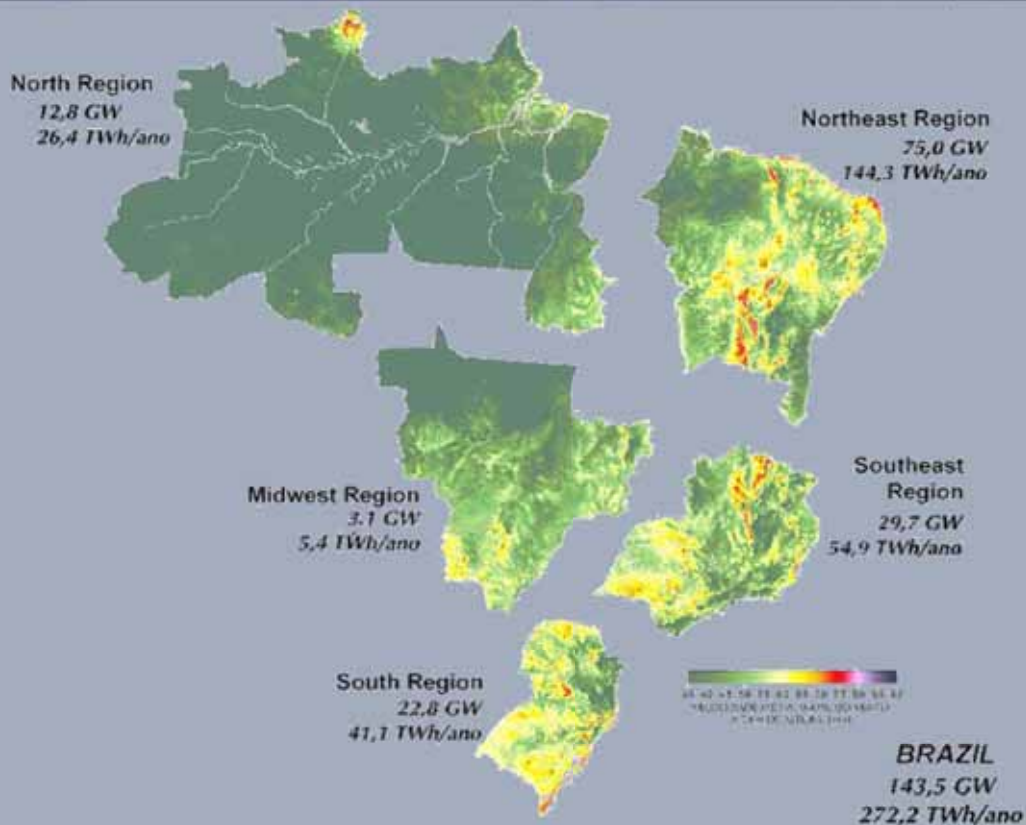 North Region
12,8 GW
26,4 TWh/ano
Northeast Region
75,0 GW
144,3 TWh/ano
Midwest Region
3.1 GW
5,4 TWh/ano
Southeast
Region
29,7 GW
54,9 TWh/ano
South Region
22,8 GW
41,1 TWh/ano
BRAZIL
143,5 GW
272,2 TWh/ano